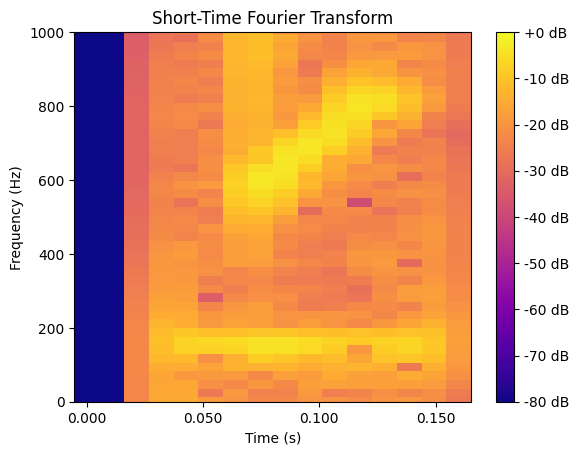 Short-Time Fourier Transform
Frequency (Hz)
1000
800
600
400
200
0
0.000
0.050
0.100
0.150
Time (s)
+0 dB
-10 dB
-20 dB
-30 dB
-40 dB
-50 dB
-60 dB
-70 dB
-80 dB